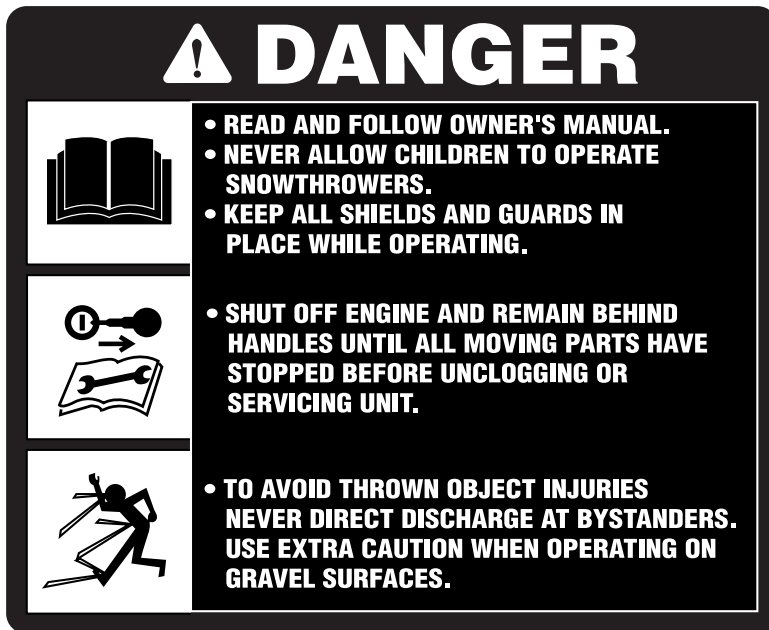 DANGER
• READ AND FOLLOW OWNER'S MANUAL.
• NEVER ALLOW CHILDREN TO OPERATE
SNOWTHROWERS.
• KEEP ALL SHIELDS AND GUARDS IN
PLACE WHILE OPERATING.
• SHUT OFF ENGINE AND REMAIN BEHIND
HANDLES UNTIL ALL MOVING PARTS HAVE
STOPPED BEFORE UNCLOGGING OR
SERVICING UNIT.
• TO AVOID THROWN OBJECT INJURIES
NEVER DIRECT DISCHARGE AT BYSTANDERS.
USE EXTRA CAUTION WHEN OPERATING ON
GRAVEL SURFACES.